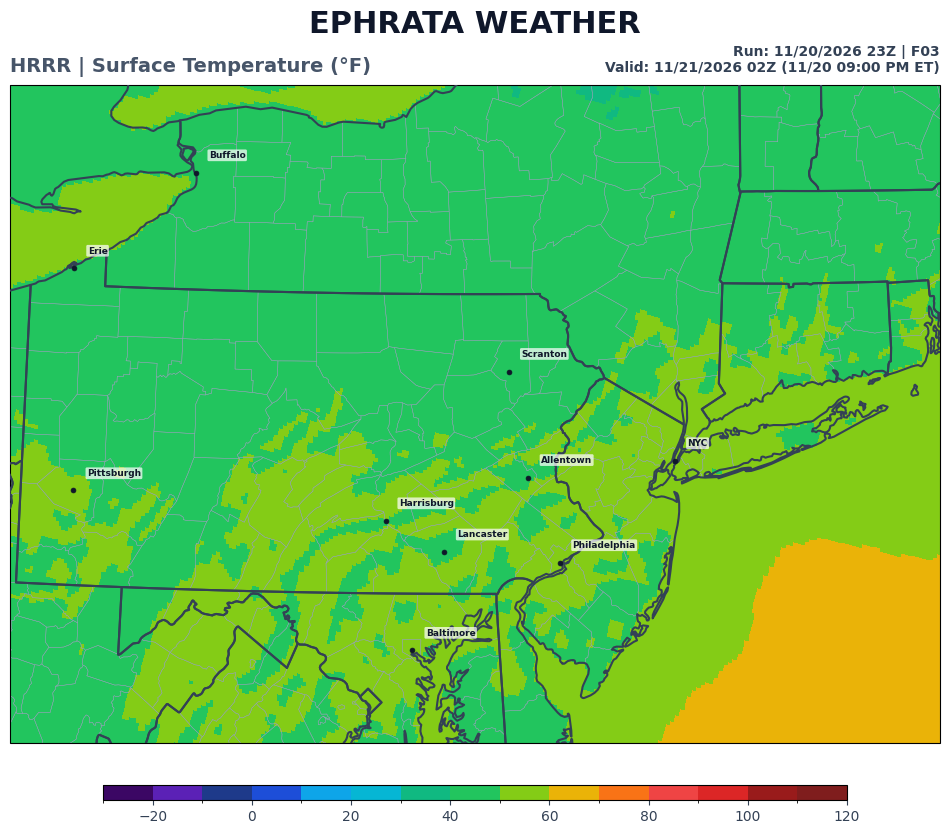 EPHRATA WEATHER
HRRR | Surface Temperature (°F)
Run: 11/20/2026 23Z | F03
Valid: 11/21/2026 02Z (11/20 09:00 PM ET)
Buffalo
Erie
Scranton
NYC
Allentown
Pittsburgh
Harrisburg
Lancaster
Philadelphia
Baltimore
−20 0 20 40 60 80 100 120